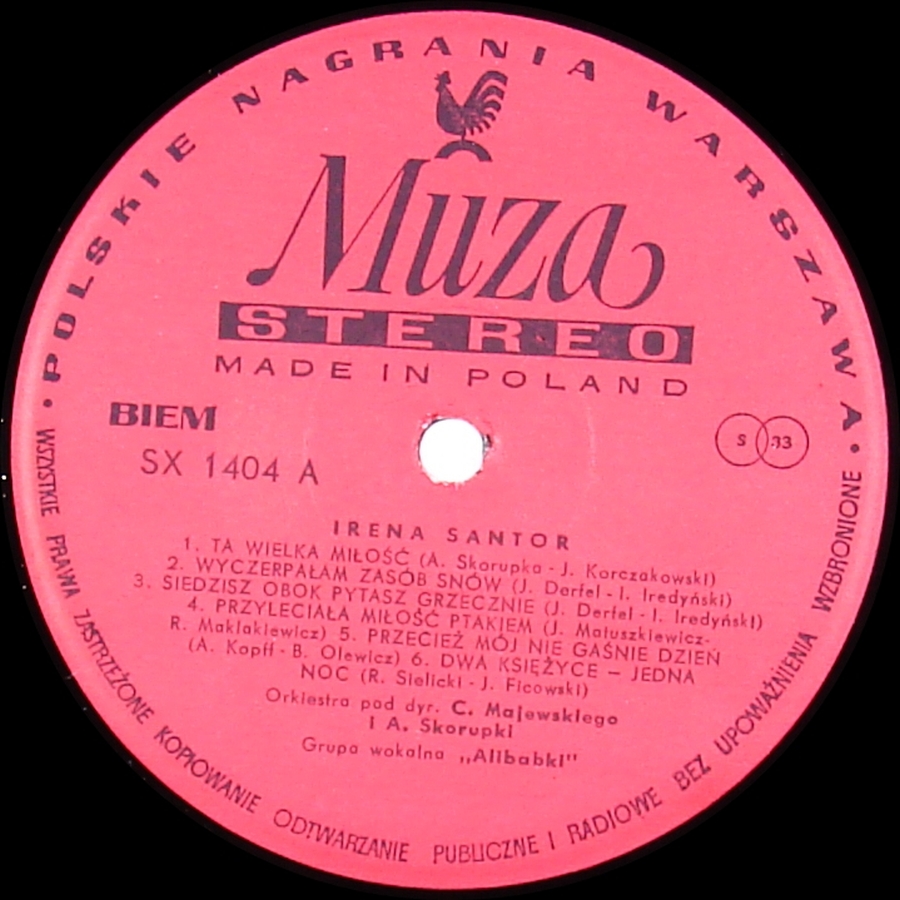 • POLSKIE NAGRANIA WARSZAWA •
Muza
STEREO
MADE IN POLAND
BIEM
SX 1404 A
S 33
IRENA SANTOR
1. TA WIELKA MIŁOŚĆ (A. Skorupka - J. Korczakowski)
2. WYCZERPAŁAM ZASÓB SNÓW (J. Derfel - I. Iredyński)
3. SIEDZISZ OBOK PYTASZ GRZECZNIE (J. Derfel - I. Iredyński)
4. PRZYLECIAŁA MIŁOŚĆ PTAKIEM (J. Matuszkiewicz-
R. Maklakiewicz) 5. PRZECIEŻ MÓJ NIE GAŚNIE DZIEŃ
(A. Kopff - B. Olewicz) 6. DWA KSIĘŻYCE – JEDNA
NOC (R. Sielicki - J. Ficowski)
Orkiestra pod dyr. C. Majewskiego
i A. Skorupki
Grupa wokalna „Alibabki"
WSZYSTKIE PRAWA ZASTRZEŻONE KOPIOWANIE ODTWARZANIE PUBLICZNE I RADIOWE BEZ UPOWAŻNIENIA WZBRONIONE